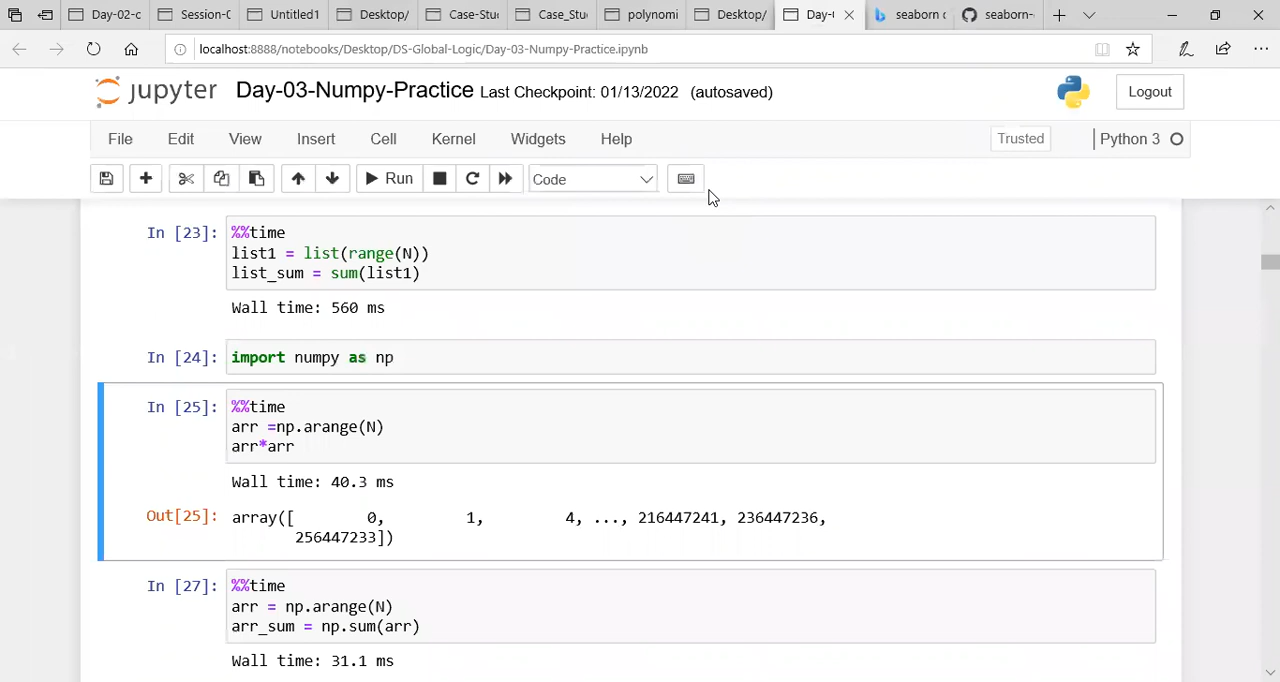 Day-02-c
Session-0
Untitled1
Desktop/
Case-Stu
Case_Stu
polynomi
Desktop/
Day-
seaborn
seaborn-
localhost:8888/notebooks/Desktop/DS-Global-Logic/Day-03-Numpy-Practice.ipynb
jupyter Day-03-Numpy-Practice Last Checkpoint: 01/13/2022 (autosaved)
Logout
File Edit View Insert Cell Kernel Widgets Help
Trusted
Python 3
Run
Code
In [23]: %%time
list1 = list(range(N))
list_sum = sum(list1)
Wall time: 560 ms
In [24]: import numpy as np
In [25]: %%time
arr =np.arange(N)
arr*arr
Wall time: 40.3 ms
Out[25]: array([ 0, 1, 4, ..., 216447241, 236447236,
256447233])
In [27]: %%time
arr = np.arange(N)
arr_sum = np.sum(arr)
Wall time: 31.1 ms